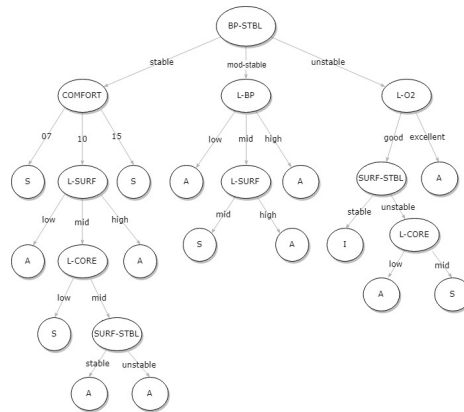 BP-STBL
stable
mod-stable
unstable
COMFORT
L-BP
L-O2
07
10
15
low
mid
high
good
excellent
S
L-SURF
S
A
L-SURF
A
SURF-STBL
A
low
mid
high
mid
high
stable
unstable
A
L-CORE
A
S
A
I
L-CORE
low
mid
low
mid
S
SURF-STBL
A
S
stable
unstable
A
A